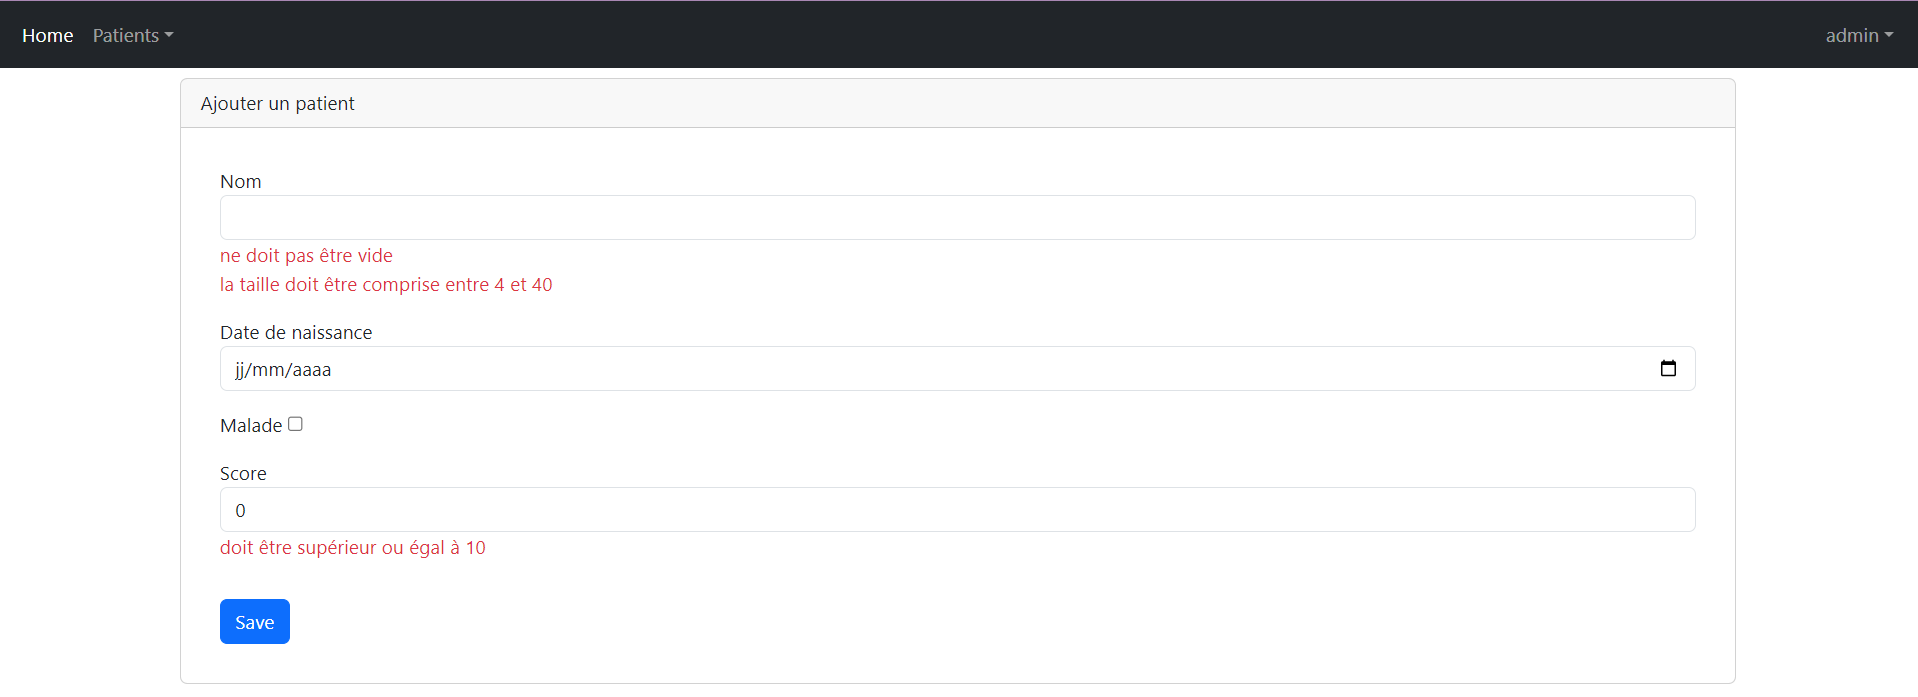 Home Patients admin
Ajouter un patient
Nom
ne doit pas être vide
la taille doit être comprise entre 4 et 40
Date de naissance
jj/mm/aaaa
Malade
Score
0
doit être supérieur ou égal à 10
Save